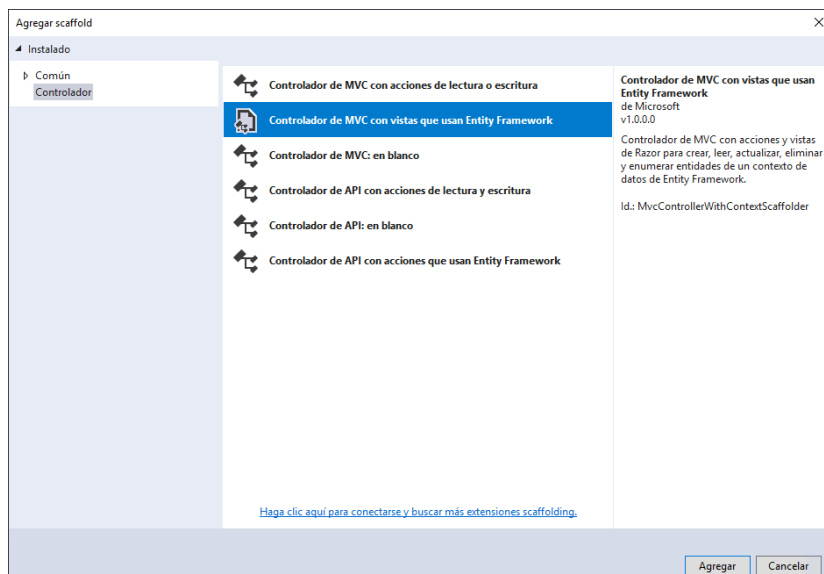 Agregar scaffold
Instalado
Común
Controlador
Controlador de MVC con acciones de lectura o escritura
Controlador de MVC con vistas que usan Entity Framework
Controlador de MVC: en blanco
Controlador de API con acciones de lectura y escritura
Controlador de API: en blanco
Controlador de API con acciones que usan Entity Framework
Haga clic aquí para conectarse y buscar más extensiones scaffolding.
Controlador de MVC con vistas que usan
Entity Framework
de Microsoft
v1.0.0.0
Controlador de MVC con acciones y vistas
de Razor para crear, leer, actualizar, eliminar
y enumerar entidades de un contexto de
datos de Entity Framework.
Id.: MvcControllerWithContextScaffolder
Agregar
Cancelar